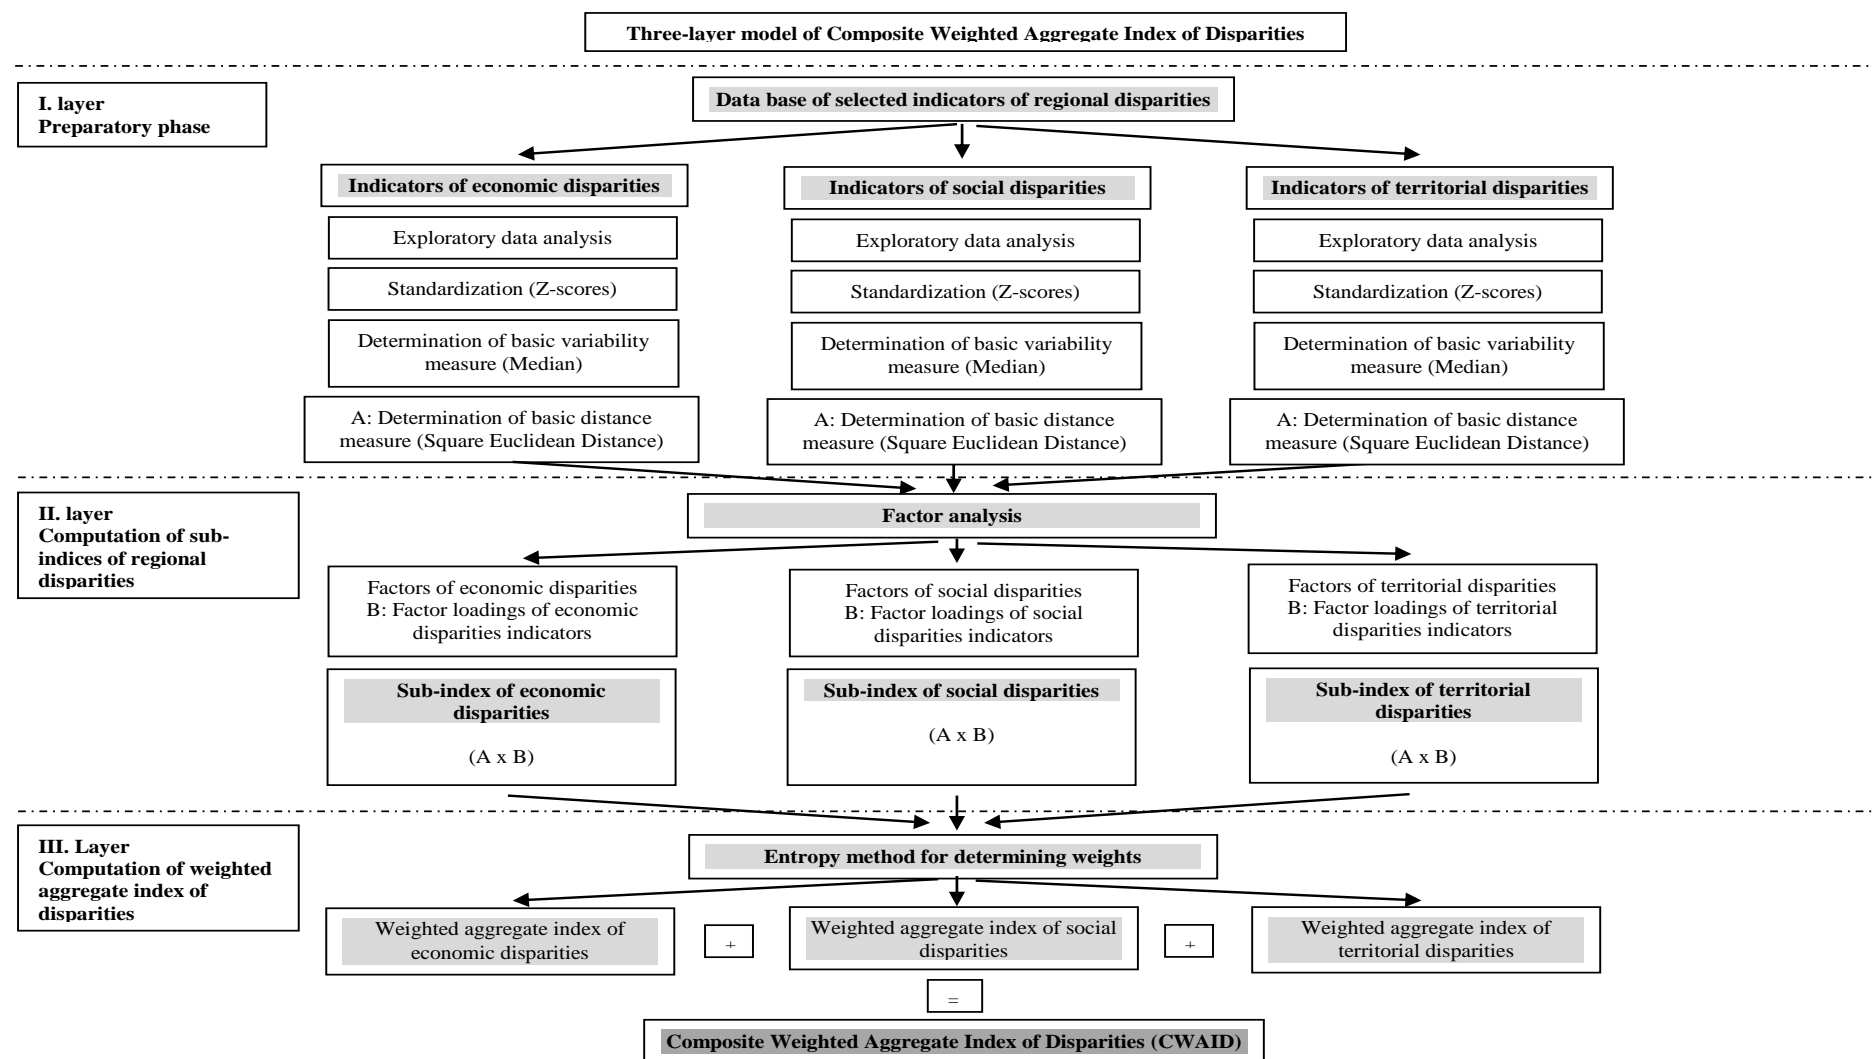 Three-layer model of Composite Weighted Aggregate Index of Disparities
I. layer
Preparatory phase
Data base of selected indicators of regional disparities
Indicators of economic disparities
Indicators of social disparities
Indicators of territorial disparities
Exploratory data analysis
Exploratory data analysis
Exploratory data analysis
Standardization (Z-scores)
Standardization (Z-scores)
Standardization (Z-scores)
Determination of basic variability
measure (Median)
Determination of basic variability
measure (Median)
Determination of basic variability
measure (Median)
A: Determination of basic distance
measure (Square Euclidean Distance)
A: Determination of basic distance
measure (Square Euclidean Distance)
A: Determination of basic distance
measure (Square Euclidean Distance)
II. layer
Computation of sub-
indices of regional
disparities
Factor analysis
Factors of economic disparities
B: Factor loadings of economic
disparities indicators
Factors of social disparities
B: Factor loadings of social
disparities indicators
Factors of territorial disparities
B: Factor loadings of territorial
disparities indicators
Sub-index of economic
disparities
(A x B)
Sub-index of social disparities
(A x B)
Sub-index of territorial
disparities
(A x B)
III. Layer
Computation of weighted
aggregate index of
disparities
Entropy method for determining weights
Weighted aggregate index of
economic disparities
+
Weighted aggregate index of social
disparities
+
Weighted aggregate index of
territorial disparities
=
Composite Weighted Aggregate Index of Disparities (CWAID)